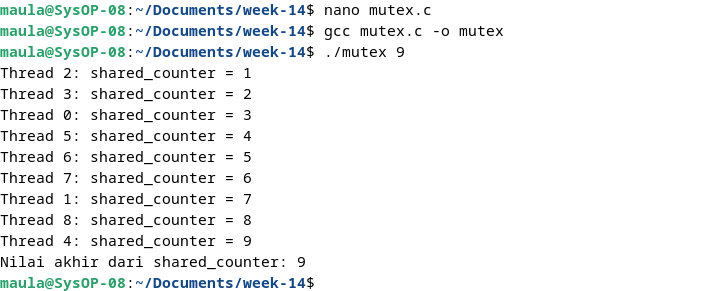 maula@SysOP-08:~/Documents/week-14$ nano mutex.c
maula@SysOP-08:~/Documents/week-14$ gcc mutex.c -o mutex
maula@SysOP-08:~/Documents/week-14$ ./mutex 9
Thread 2: shared_counter = 1
Thread 3: shared_counter = 2
Thread 0: shared_counter = 3
Thread 5: shared_counter = 4
Thread 6: shared_counter = 5
Thread 7: shared_counter = 6
Thread 1: shared_counter = 7
Thread 8: shared_counter = 8
Thread 4: shared_counter = 9
Nilai akhir dari shared_counter: 9
maula@SysOP-08:~/Documents/week-14$